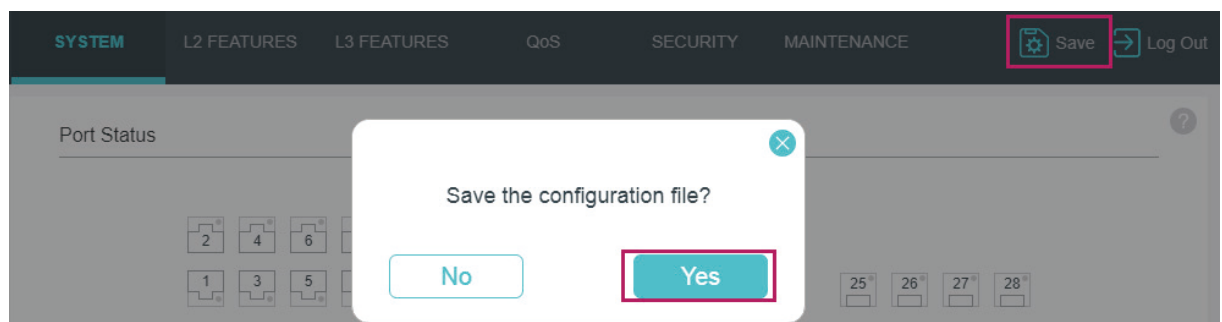 SYSTEM L2 FEATURES L3 FEATURES QoS SECURITY MAINTENANCE Save Log Out
Port Status ?
Save the configuration file?
2 4 6
No Yes
1 3 5 25 26 27 28